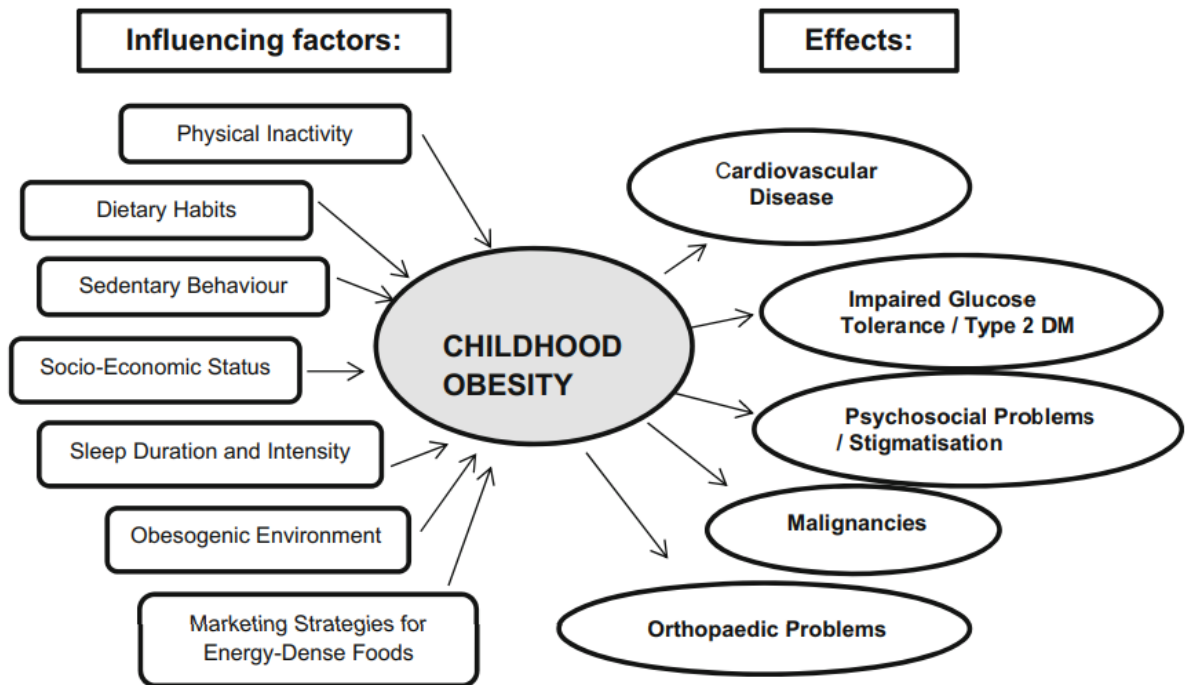 Influencing factors:
Effects:
Physical Inactivity
Dietary Habits
Sedentary Behaviour
Socio-Economic Status
Sleep Duration and Intensity
Obesogenic Environment
Marketing Strategies for
Energy-Dense Foods
CHILDHOOD
OBESITY
Cardiovascular
Disease
Impaired Glucose
Tolerance / Type 2 DM
Psychosocial Problems
/ Stigmatisation
Malignancies
Orthopaedic Problems